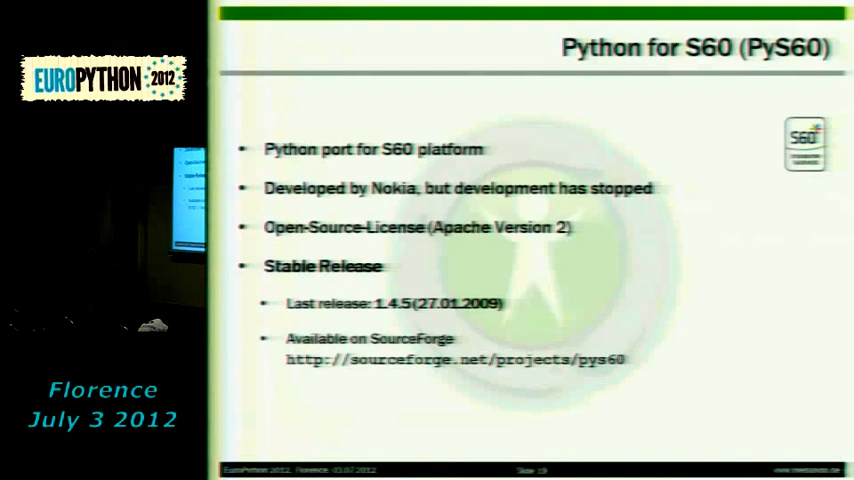 Python for S60 (PyS60)
EUROPYTHON 2012
S60
• Python port for S60 platform
• Developed by Nokia, but development has stopped
• Open-Source-License (Apache Version 2)
• Stable Release
• Last release: 1.4.5 (27.01.2009)
• Available on SourceForge
http://sourceforge.net/projects/pys60
Florence
July 3 2012
EuroPython 2012, Florence, 03.07.2012
Slide 19